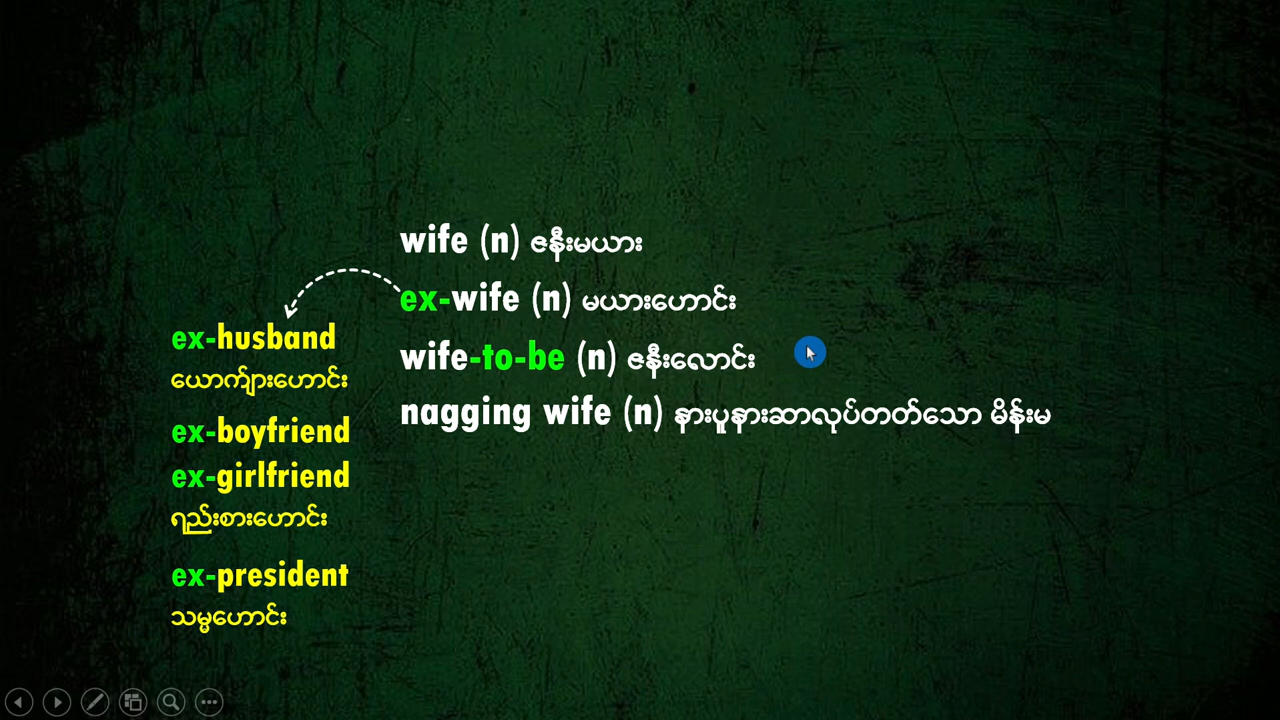 wife (n) ဇနီးမယား
ex-wife (n) မယားဟောင်း
wife-to-be (n) ဇနီးလောင်း
nagging wife (n) နားပူနားဆာလုပ်တတ်သော မိန်းမ
ex-husband
ယောက်ျားဟောင်း
ex-boyfriend
ex-girlfriend
ရည်းစားဟောင်း
ex-president
သမ္မဟောင်း